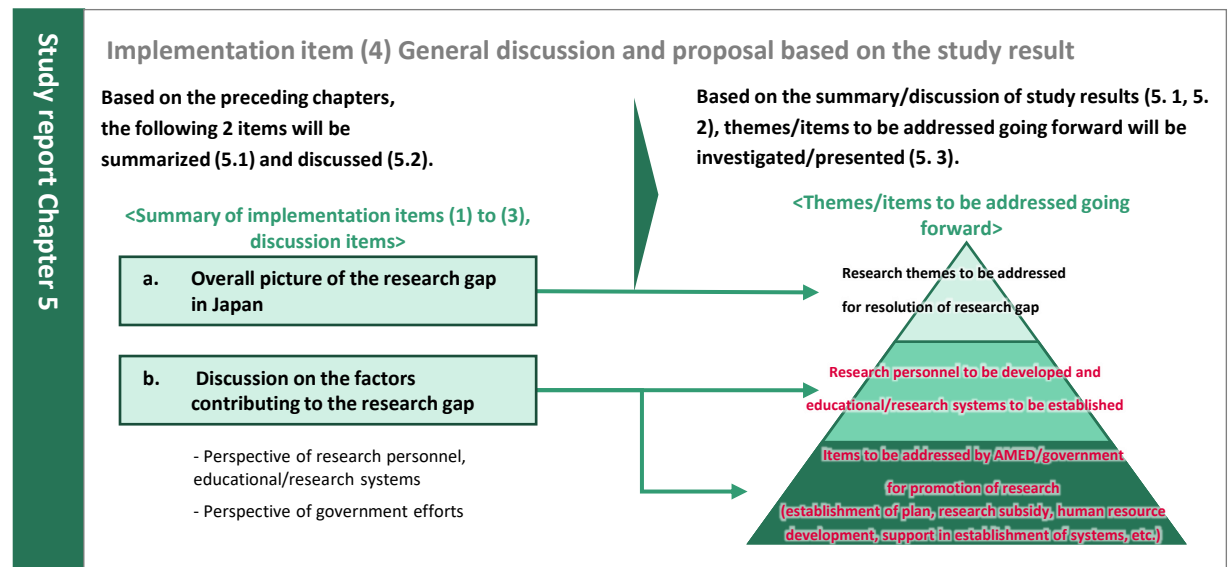 Study report Chapter 5
Implementation item (4) General discussion and proposal based on the study result
Based on the preceding chapters,
the following 2 items will be
summarized (5.1) and discussed (5.2).
<Summary of implementation items (1) to (3),
discussion items>
a. Overall picture of the research gap
in Japan
b. Discussion on the factors
contributing to the research gap
- Perspective of research personnel,
educational/research systems
- Perspective of government efforts
Based on the summary/discussion of study results (5. 1, 5.
2), themes/items to be addressed going forward will be
investigated/presented (5. 3).
<Themes/items to be addressed going
forward>
Research themes to be addressed
for resolution of research gap
Research personnel to be developed and
educational/research systems to be established
Items to be addressed by AMED/government
for promotion of research
(establishment of plan, research subsidy, human resource
development, support in establishment of systems, etc.)